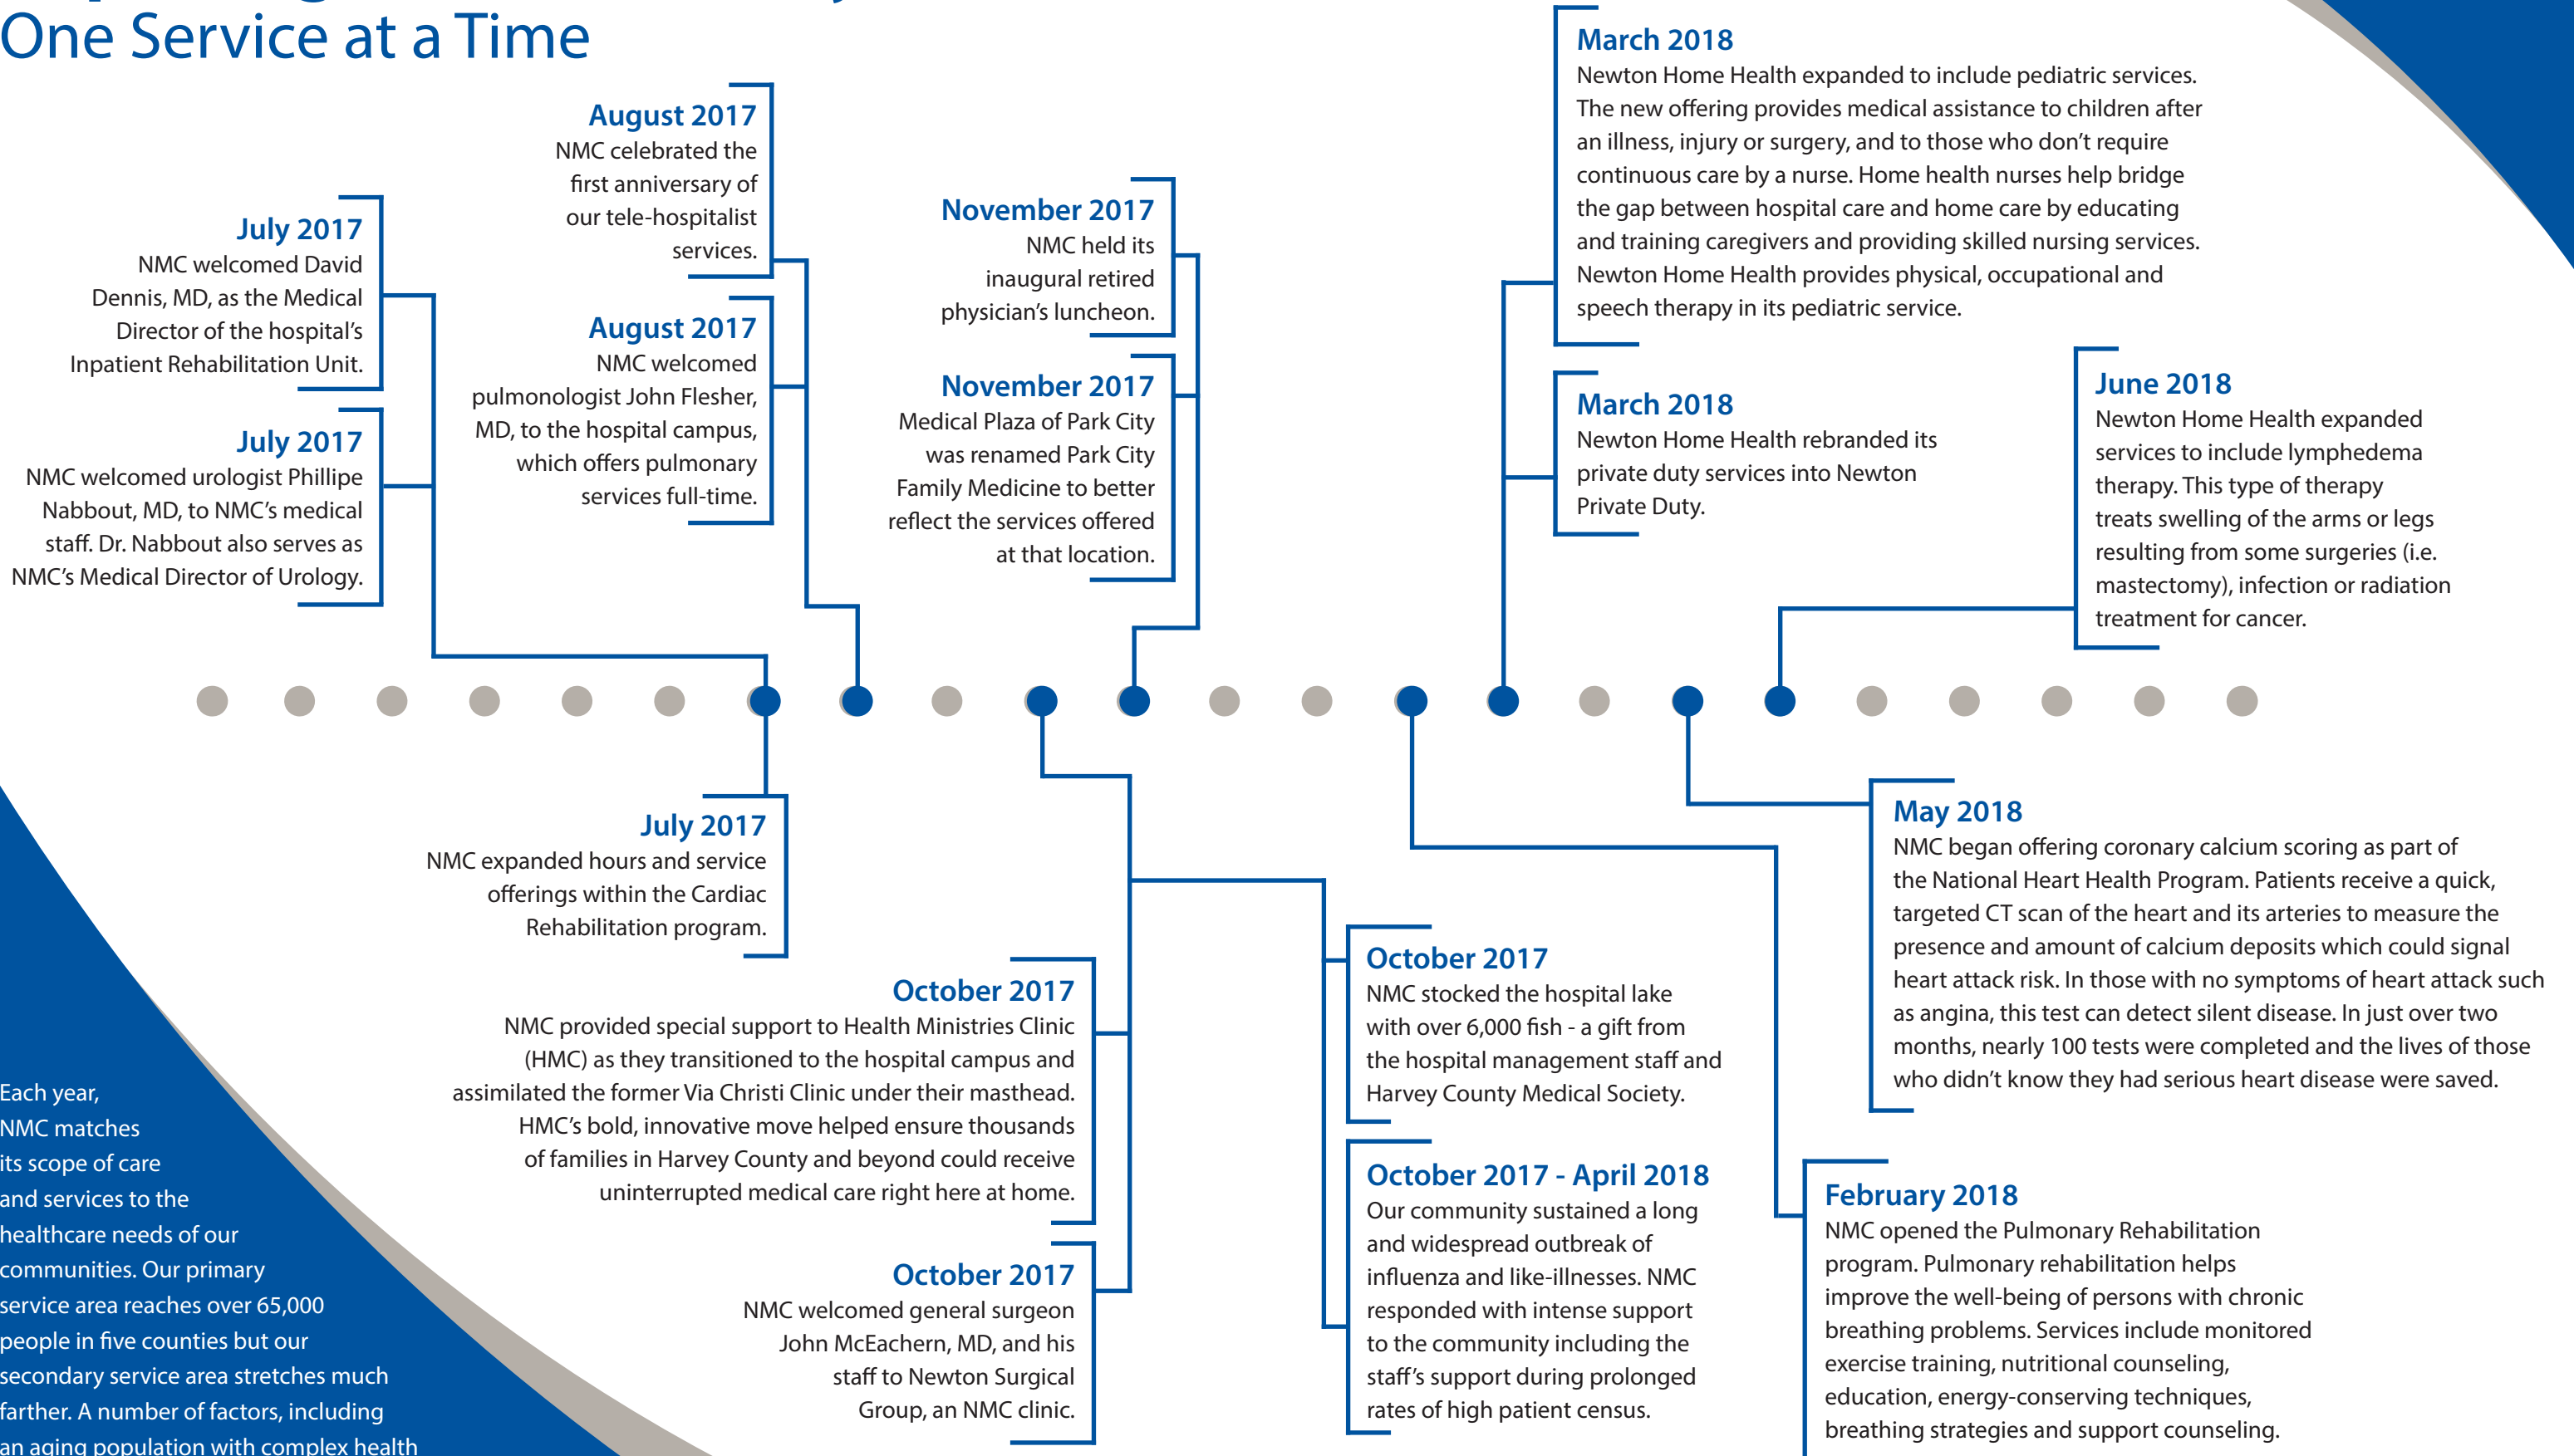 One Service at a Time
July 2017
NMC welcomed David
Dennis, MD, as the Medical
Director of the hospital’s
Inpatient Rehabilitation Unit.
July 2017
NMC welcomed urologist Phillipe
Nabbout, MD, to NMC’s medical
staff. Dr. Nabbout also serves as
NMC’s Medical Director of Urology.
August 2017
NMC celebrated the
first anniversary of
our tele-hospitalist
services.
August 2017
NMC welcomed
pulmonologist John Flesher,
MD, to the hospital campus,
which offers pulmonary
services full-time.
November 2017
NMC held its
inaugural retired
physician’s luncheon.
November 2017
Medical Plaza of Park City
was renamed Park City
Family Medicine to better
reflect the services offered
at that location.
March 2018
Newton Home Health expanded to include pediatric services.
The new offering provides medical assistance to children after
an illness, injury or surgery, and to those who don’t require
continuous care by a nurse. Home health nurses help bridge
the gap between hospital care and home care by educating
and training caregivers and providing skilled nursing services.
Newton Home Health provides physical, occupational and
speech therapy in its pediatric service.
March 2018
Newton Home Health rebranded its
private duty services into Newton
Private Duty.
June 2018
Newton Home Health expanded
services to include lymphedema
therapy. This type of therapy
treats swelling of the arms or legs
resulting from some surgeries (i.e.
mastectomy), infection or radiation
treatment for cancer.
July 2017
NMC expanded hours and service
offerings within the Cardiac
Rehabilitation program.
October 2017
NMC provided special support to Health Ministries Clinic
(HMC) as they transitioned to the hospital campus and
assimilated the former Via Christi Clinic under their masthead.
HMC’s bold, innovative move helped ensure thousands
of families in Harvey County and beyond could receive
uninterrupted medical care right here at home.
October 2017
NMC welcomed general surgeon
John McEachern, MD, and his
staff to Newton Surgical
Group, an NMC clinic.
October 2017
NMC stocked the hospital lake
with over 6,000 fish - a gift from
the hospital management staff and
Harvey County Medical Society.
October 2017 - April 2018
Our community sustained a long
and widespread outbreak of
influenza and like-illnesses. NMC
responded with intense support
to the community including the
staff’s support during prolonged
rates of high patient census.
May 2018
NMC began offering coronary calcium scoring as part of
the National Heart Health Program. Patients receive a quick,
targeted CT scan of the heart and its arteries to measure the
presence and amount of calcium deposits which could signal
heart attack risk. In those with no symptoms of heart attack such
as angina, this test can detect silent disease. In just over two
months, nearly 100 tests were completed and the lives of those
who didn’t know they had serious heart disease were saved.
February 2018
NMC opened the Pulmonary Rehabilitation
program. Pulmonary rehabilitation helps
improve the well-being of persons with chronic
breathing problems. Services include monitored
exercise training, nutritional counseling,
education, energy-conserving techniques,
breathing strategies and support counseling.
Each year,
NMC matches
its scope of care
and services to the
healthcare needs of our
communities. Our primary
service area reaches over 65,000
people in five counties but our
secondary service area stretches much
farther. A number of factors, including
an aging population with complex health